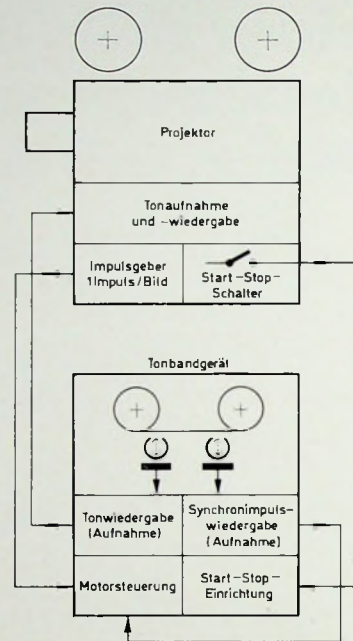 Projektor
Tonaufnahme
und -wiedergabe
Impulsgeber
1Impuls/Bild
Start-Stop-
Schalter
Tonbandgerät
Tonwiedergabe
(Aufnahme)
Synchronimpuls-
wiedergabe
(Aufnahme)
Motorsteuerung
Start-Stop-
Einrichtung